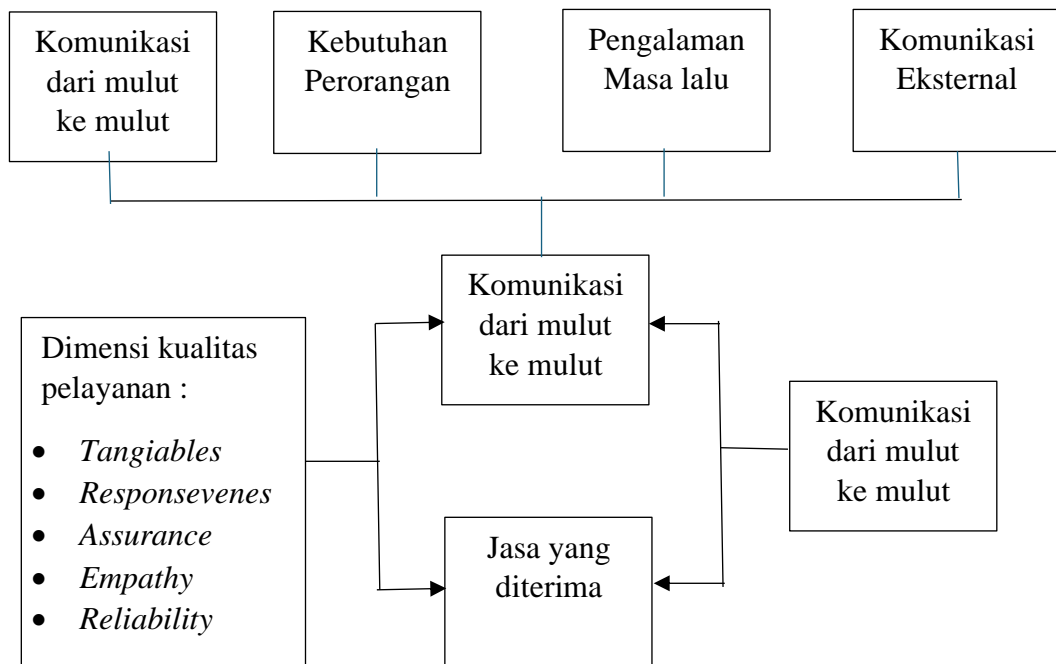 Komunikasi
dari mulut
ke mulut
Kebutuhan
Perorangan
Pengalaman
Masa lalu
Komunikasi
Eksternal
Komunikasi
dari mulut
ke mulut
Dimensi kualitas
pelayanan :
• Tangiables
• Responsevenes
• Assurance
• Empathy
• Reliability
Komunikasi
dari mulut
ke mulut
Jasa yang
diterima